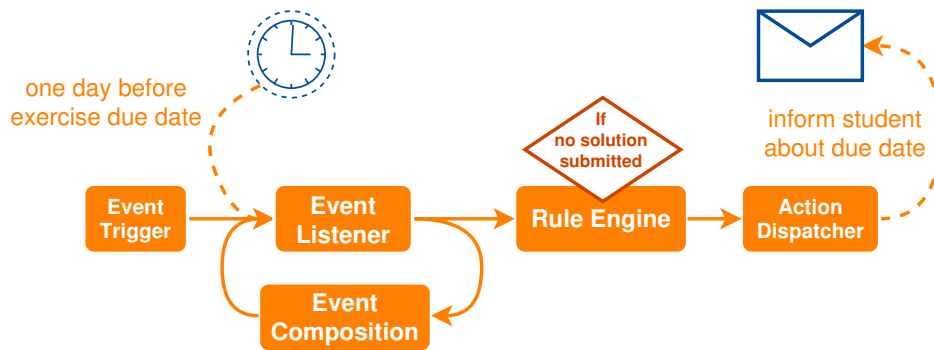 one day before
exercise due date
If
no solution
submitted
inform student
about due date
Event
Trigger
Event
Listener
Rule Engine
Action
Dispatcher
Event
Composition